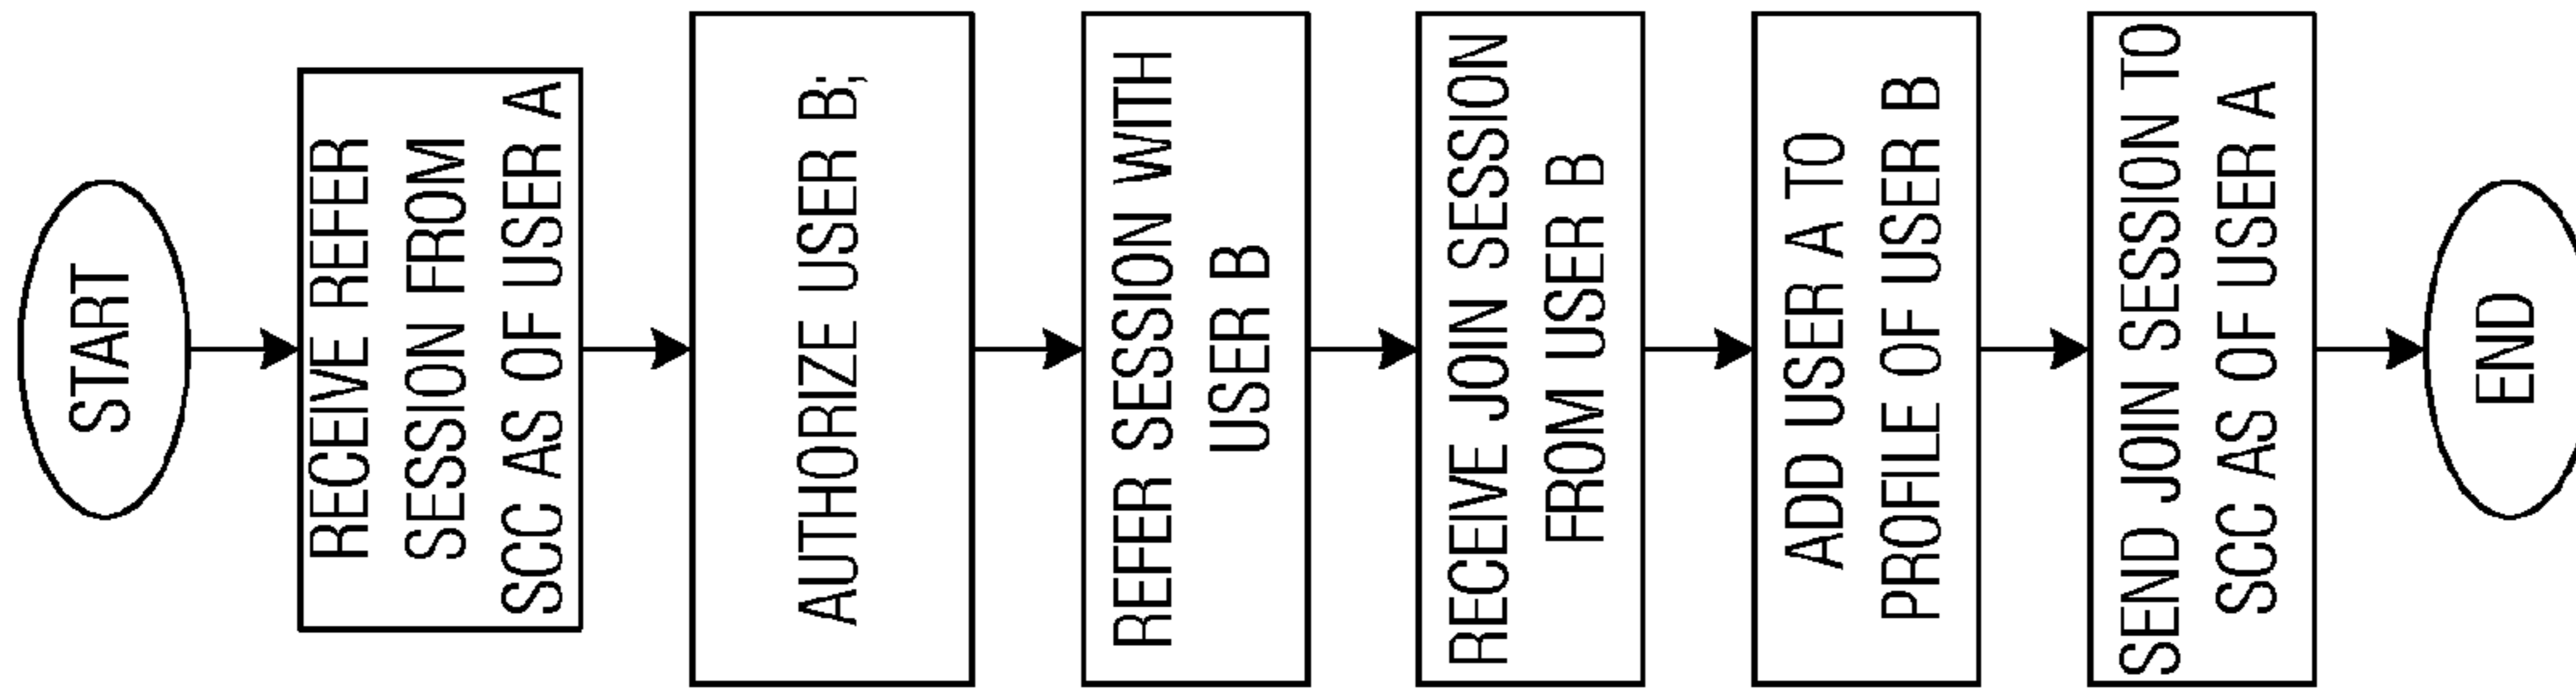 START
RECEIVE REFER
SESSION FROM
SCC AS OF USER A
AUTHORIZE USER B;
REFER SESSION WITH
USER B
RECEIVE JOIN SESSION
FROM USER B
ADD USER A TO
PROFILE OF USER B
SEND JOIN SESSION TO
SCC AS OF USER A
END